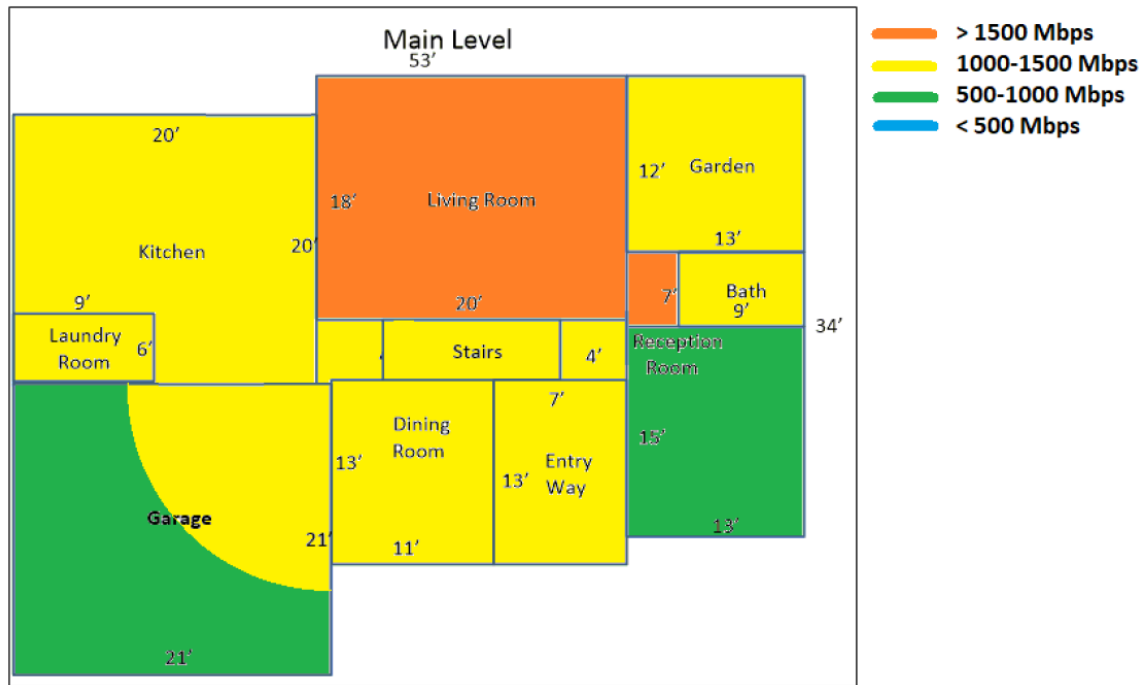 Main Level
53′
> 1500 Mbps
1000-1500 Mbps
500-1000 Mbps
< 500 Mbps
20′
12′
Garden
18′
Living Room
13′
Kitchen
20′
7′
Bath
9′
9′
20′
34′
Laundry
Room
6′
Stairs
4′
Reception
Room
7′
Dining
Room
15′
13′
13′
Entry
Way
Garage
21′
11′
13′
21′